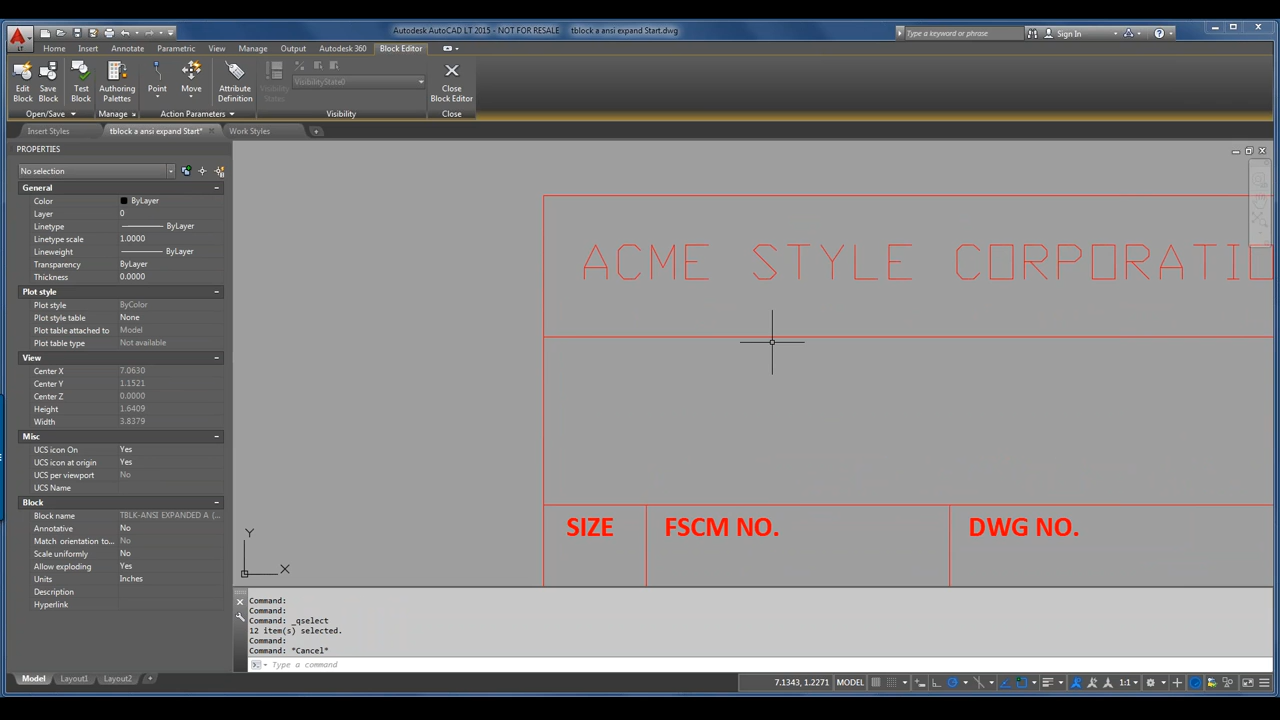 Autodesk AutoCAD LT 2015 - NOT FOR RESALE tblock a ansi expand Start.dwg
Type a keyword or phrase
Sign In
LT
Home Insert Annotate Parametric View Manage Output Autodesk 360 Block Editor
Edit Block
Save Block
Test Block
Authoring Palettes
Point
Move
Attribute Definition
Visibility States
VisibilityState0
Close Block Editor
Open/Save Manage Action Parameters Visibility Close
Insert Styles tblock a ansi expand Start* Work Styles
PROPERTIES
No selection
General
Color ByLayer
Layer 0
Linetype ByLayer
Linetype scale 1.0000
Lineweight ByLayer
Transparency ByLayer
Thickness 0.0000
Plot style
Plot style ByColor
Plot style table None
Plot table attached to Model
Plot table type Not available
View
Center X 7.0630
Center Y 1.1521
Center Z 0.0000
Height 1.6409
Width 3.8379
Misc
UCS icon On Yes
UCS icon at origin Yes
UCS per viewport No
UCS Name
Block
Block name TBLK-ANSI EXPANDED A (...
Annotative No
Match orientation to... No
Scale uniformly No
Allow exploding Yes
Units Inches
Description
Hyperlink
ACME STYLE CORPORATIO
SIZE FSCM NO. DWG NO.
Y
X
Command:
Command:
Command: _qselect
12 item(s) selected.
Command:
Command: *Cancel*
Type a command
Model Layout1 Layout2 +
7.1343, 1.2271 MODEL 1:1